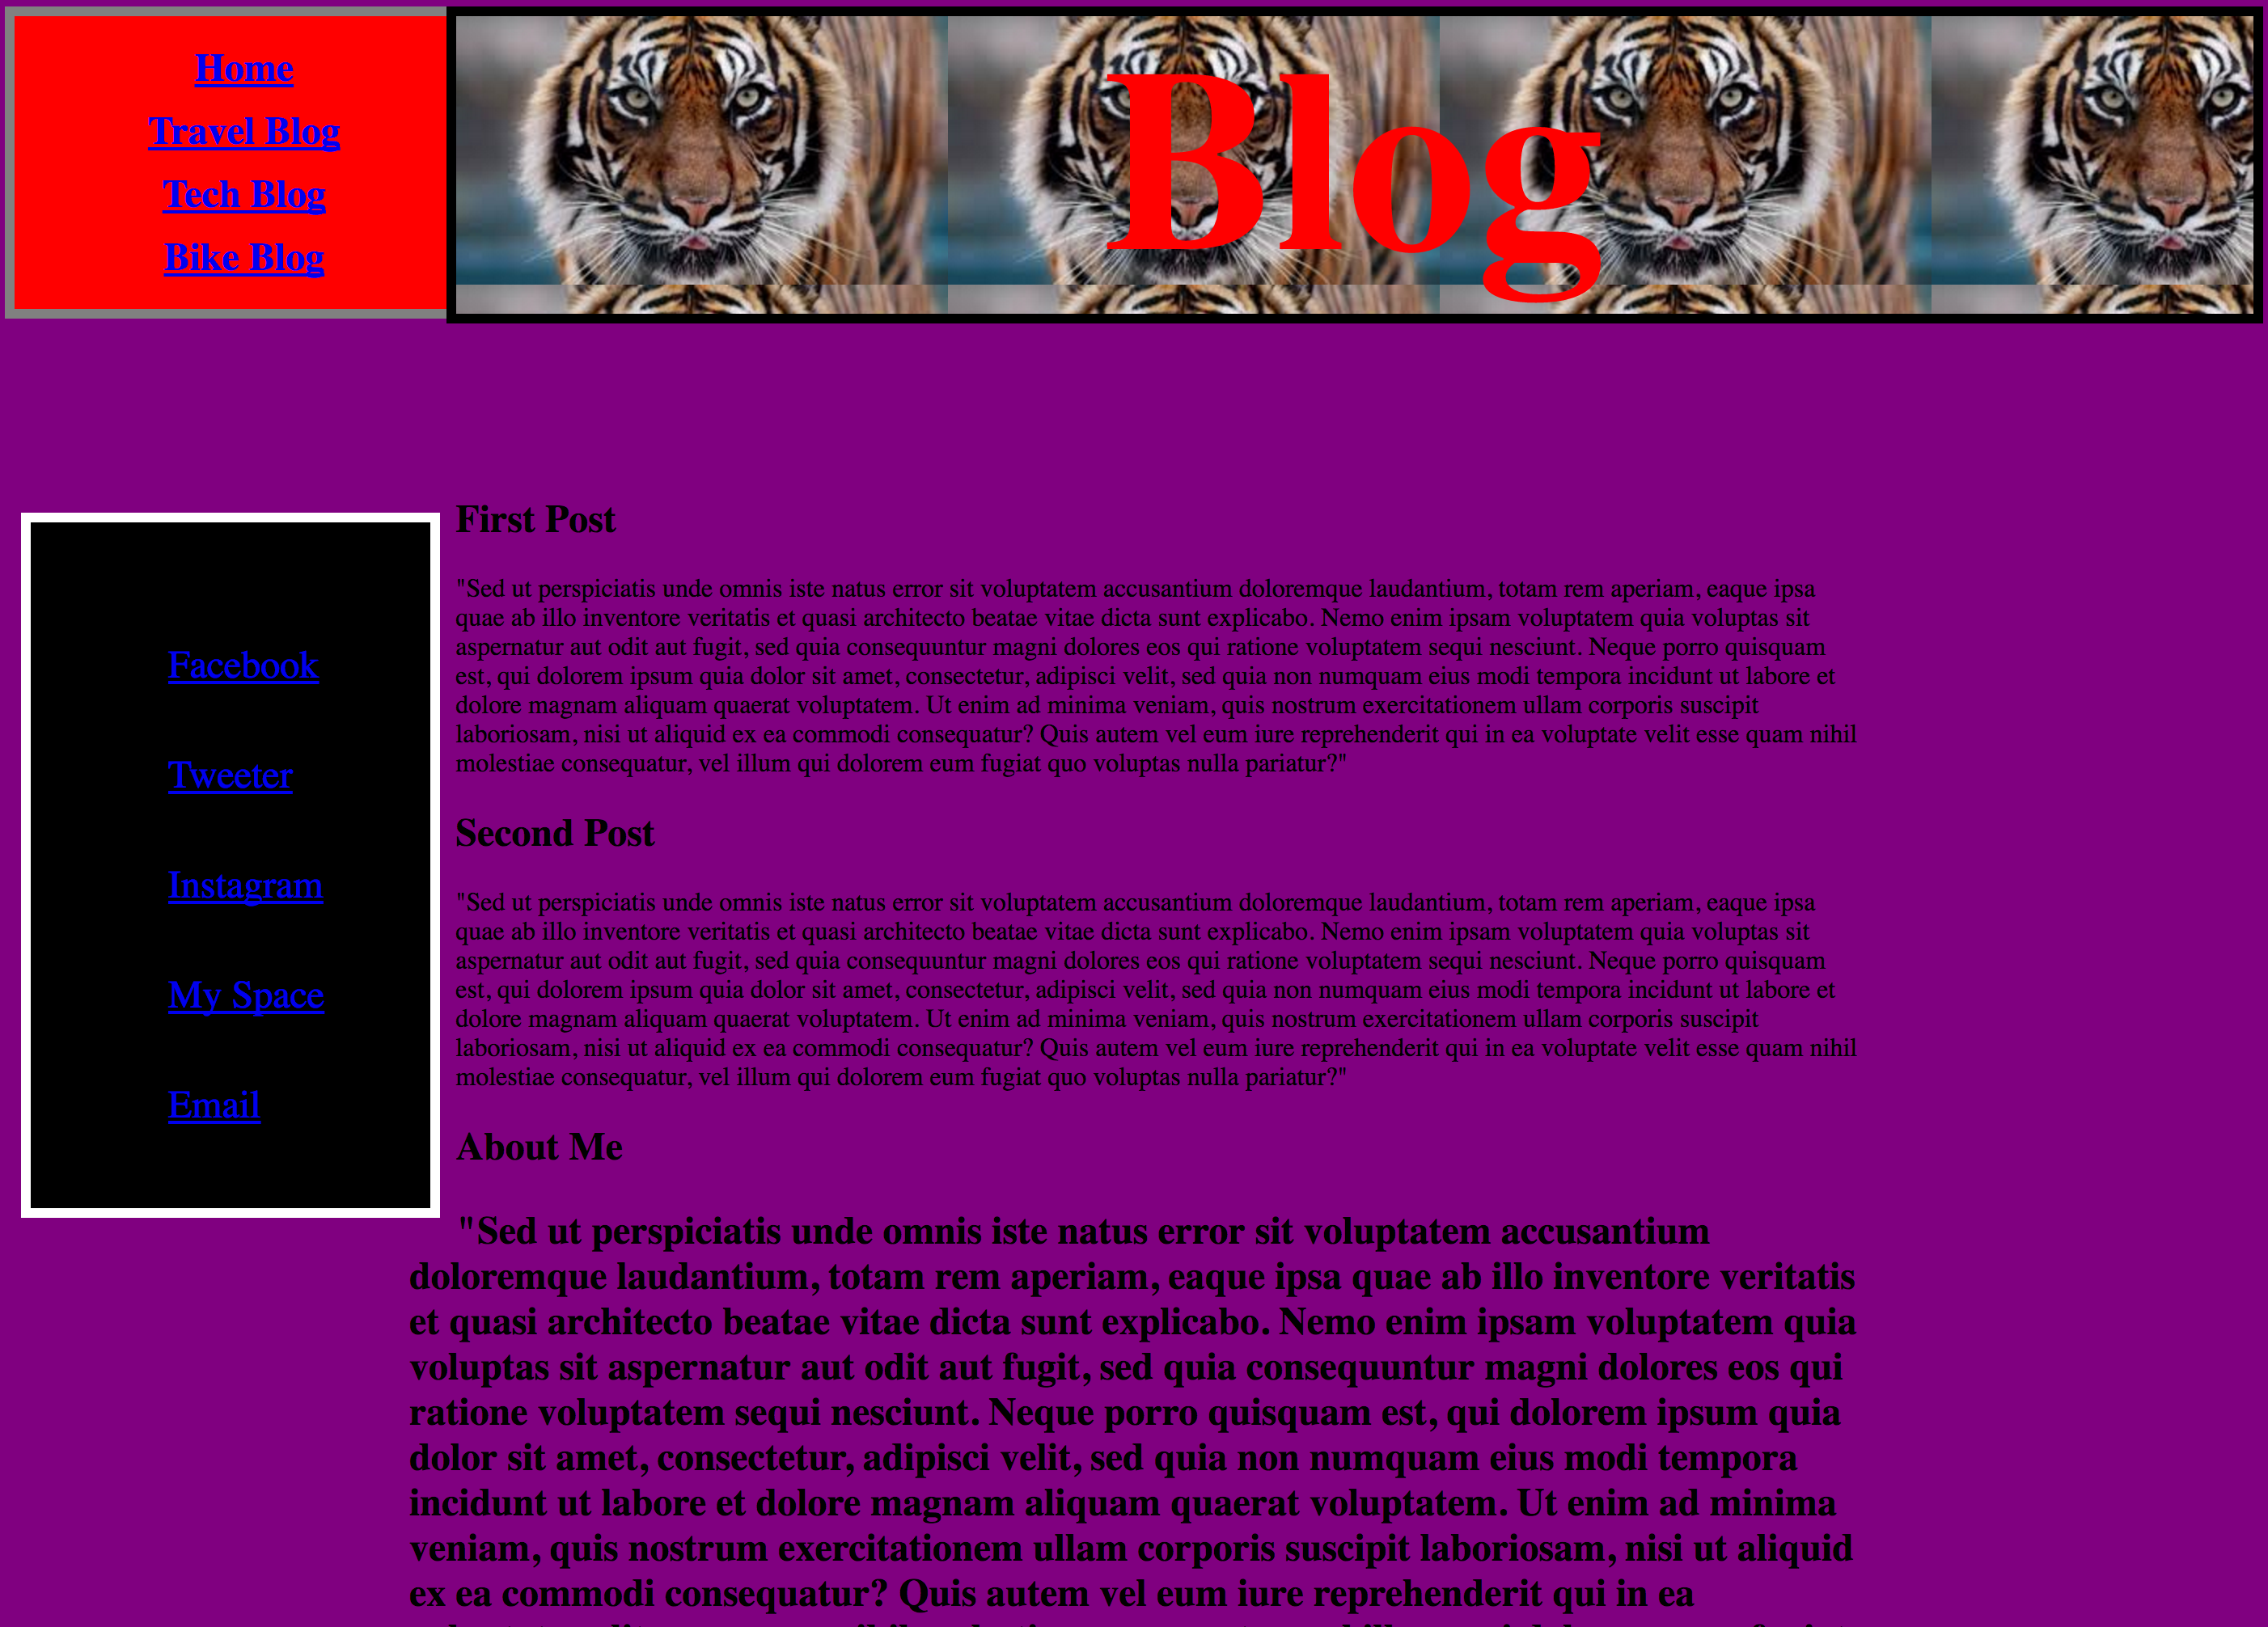 Home
Travel Blog
Tech Blog
Bike Blog
Blog
Facebook
Tweeter
Instagram
My Space
Email
First Post
"Sed ut perspiciatis unde omnis iste natus error sit voluptatem accusantium doloremque laudantium, totam rem aperiam, eaque ipsa
quae ab illo inventore veritatis et quasi architecto beatae vitae dicta sunt explicabo. Nemo enim ipsam voluptatem quia voluptas sit
aspernatur aut odit aut fugit, sed quia consequuntur magni dolores eos qui ratione voluptatem sequi nesciunt. Neque porro quisquam
est, qui dolorem ipsum quia dolor sit amet, consectetur, adipisci velit, sed quia non numquam eius modi tempora incidunt ut labore et
dolore magnam aliquam quaerat voluptatem. Ut enim ad minima veniam, quis nostrum exercitationem ullam corporis suscipit
laboriosam, nisi ut aliquid ex ea commodi consequatur? Quis autem vel eum iure reprehenderit qui in ea voluptate velit esse quam nihil
molestiae consequatur, vel illum qui dolorem eum fugiat quo voluptas nulla pariatur?"
Second Post
"Sed ut perspiciatis unde omnis iste natus error sit voluptatem accusantium doloremque laudantium, totam rem aperiam, eaque ipsa
quae ab illo inventore veritatis et quasi architecto beatae vitae dicta sunt explicabo. Nemo enim ipsam voluptatem quia voluptas sit
aspernatur aut odit aut fugit, sed quia consequuntur magni dolores eos qui ratione voluptatem sequi nesciunt. Neque porro quisquam
est, qui dolorem ipsum quia dolor sit amet, consectetur, adipisci velit, sed quia non numquam eius modi tempora incidunt ut labore et
dolore magnam aliquam quaerat voluptatem. Ut enim ad minima veniam, quis nostrum exercitationem ullam corporis suscipit
laboriosam, nisi ut aliquid ex ea commodi consequatur? Quis autem vel eum iure reprehenderit qui in ea voluptate velit esse quam nihil
molestiae consequatur, vel illum qui dolorem eum fugiat quo voluptas nulla pariatur?"
About Me
"Sed ut perspiciatis unde omnis iste natus error sit voluptatem accusantium
doloremque laudantium, totam rem aperiam, eaque ipsa quae ab illo inventore veritatis
et quasi architecto beatae vitae dicta sunt explicabo. Nemo enim ipsam voluptatem quia
voluptas sit aspernatur aut odit aut fugit, sed quia consequuntur magni dolores eos qui
ratione voluptatem sequi nesciunt. Neque porro quisquam est, qui dolorem ipsum quia
dolor sit amet, consectetur, adipisci velit, sed quia non numquam eius modi tempora
incidunt ut labore et dolore magnam aliquam quaerat voluptatem. Ut enim ad minima
veniam, quis nostrum exercitationem ullam corporis suscipit laboriosam, nisi ut aliquid
ex ea commodi consequatur? Quis autem vel eum iure reprehenderit qui in ea